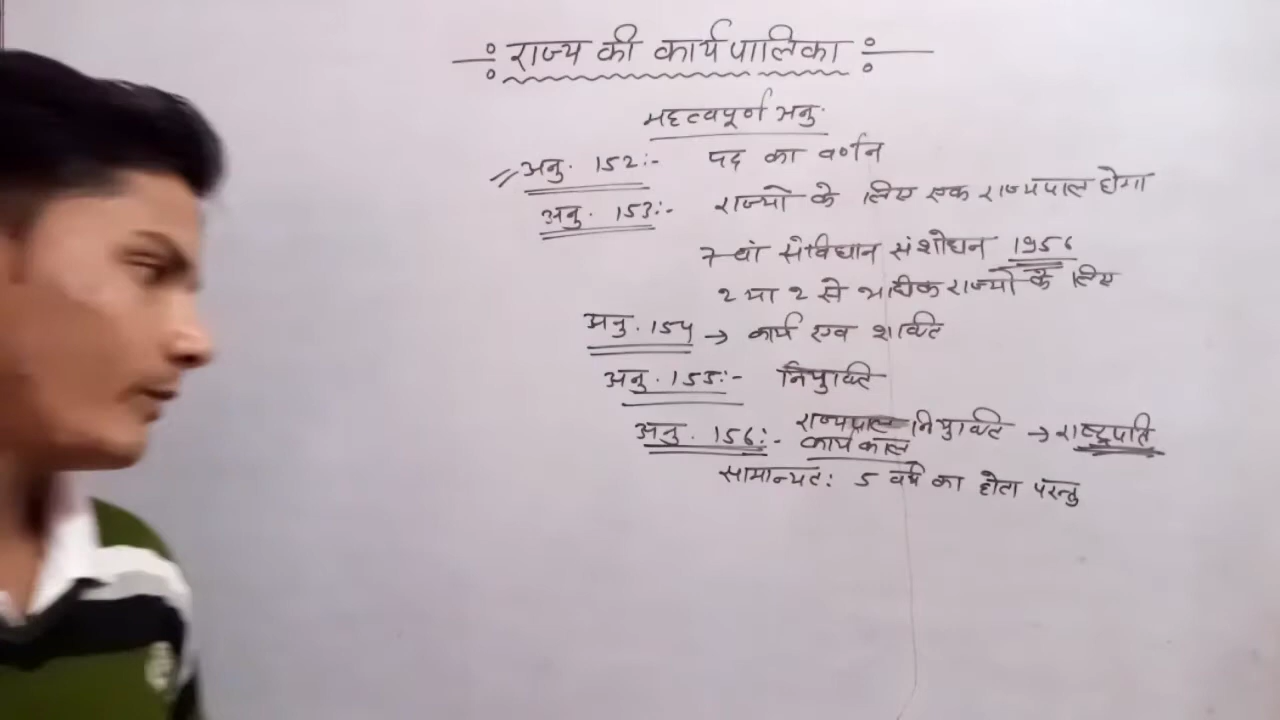 राज्य की कार्यपालिका
महत्वपूर्ण अनु.
अनु. 152:- पद का वर्णन
अनु. 153:- राज्यो के लिए एक राज्यपाल होगा
7 वां संविधान संशोधन 1956
2 या 2 से अधिक राज्यों के लिए
अनु. 154 → कार्य एव शक्ति
अनु. 155:- नियुक्ति
राज्यपाल नियुक्ति → राष्ट्रपति
अनु. 156:- कार्यकाल
सामान्यत: 5 वर्ष का होता परन्तु